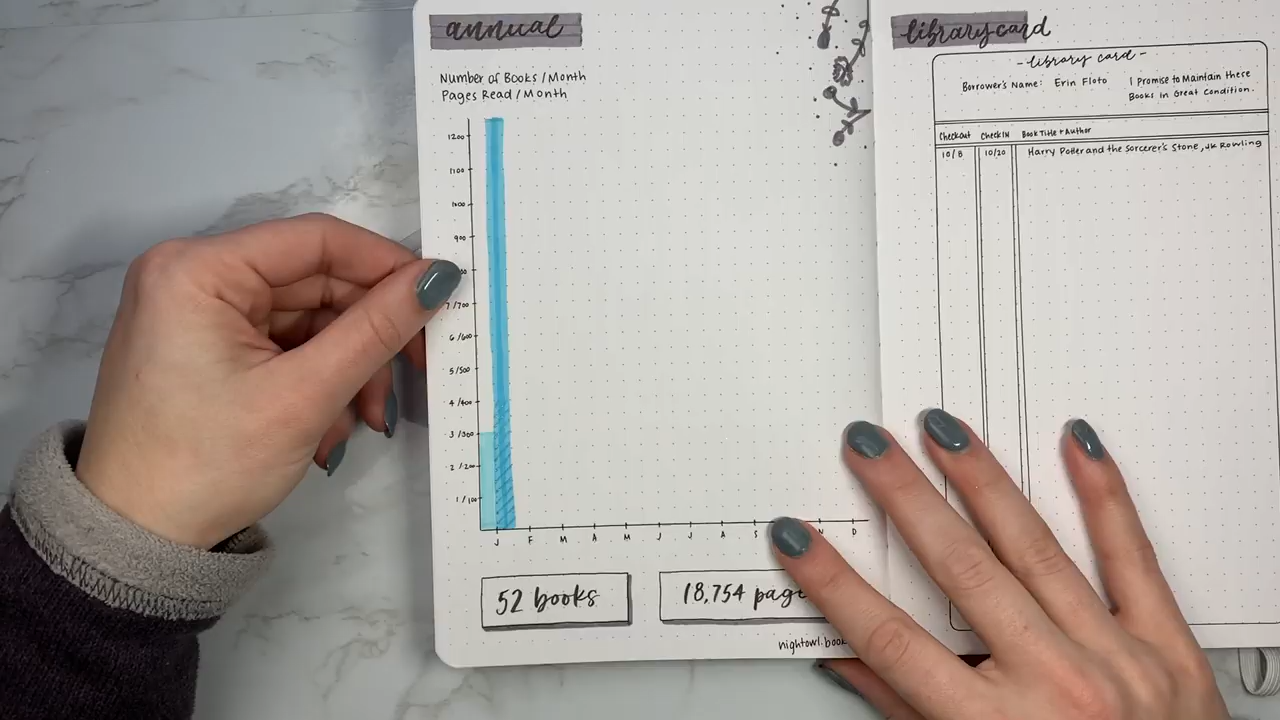 annual
Number of Books / Month
Pages Read / Month
1200
1100
1000
900
7/700
6/600
5/500
4/400
3/300
2/200
1/100
J F M A M J J A S N D
52 books
18,754
nightowl.book
library card
- library card -
Borrower's Name: Erin Floto
I Promise to Maintain these
Books In Great Condition.
Checkout Check IN Book Title + Author
10/8 10/20 Harry Potter and the Sorcerer's Stone, JK Rowling